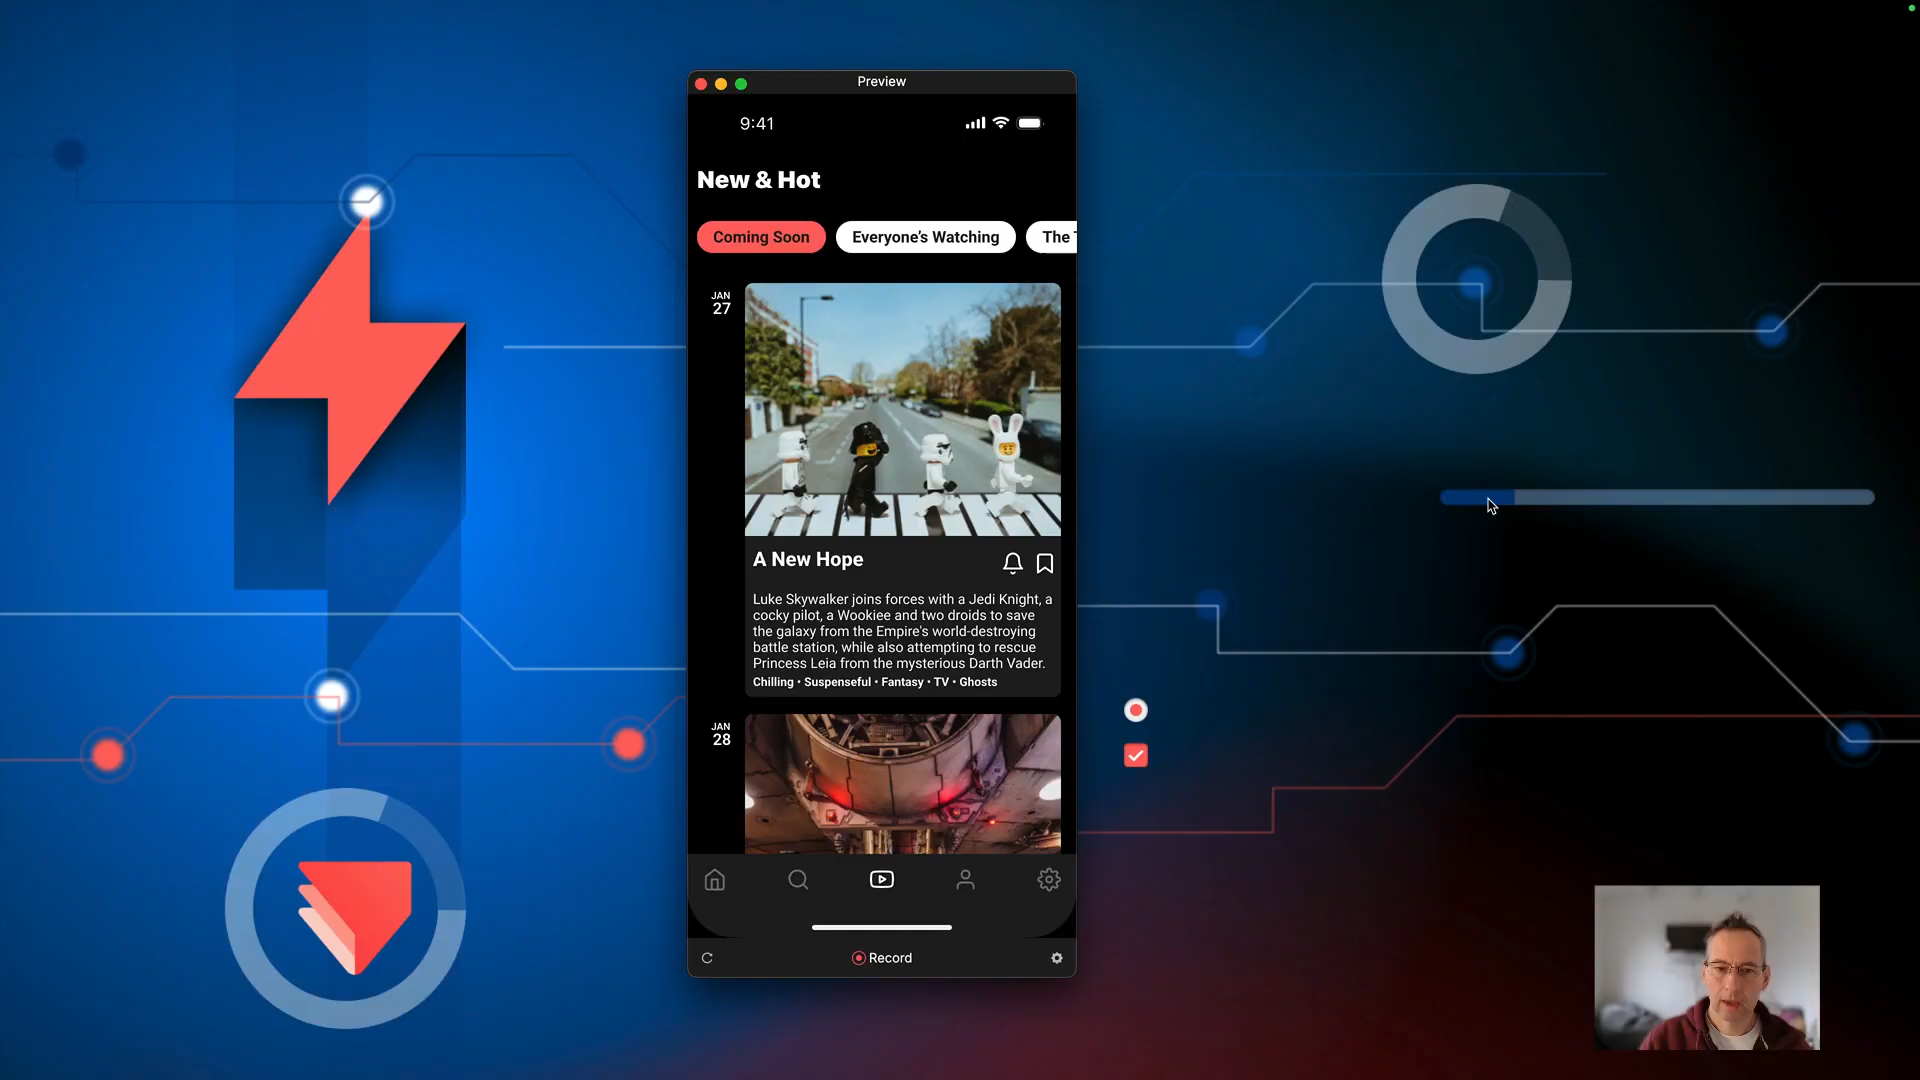 Preview
9:41
New & Hot
Coming Soon
Everyone’s Watching
The
JAN
27
A New Hope
Luke Skywalker joins forces with a Jedi Knight, a
cocky pilot, a Wookiee and two droids to save
the galaxy from the Empire's world-destroying
battle station, while also attempting to rescue
Princess Leia from the mysterious Darth Vader.
Chilling • Suspenseful • Fantasy • TV • Ghosts
JAN
28
Record